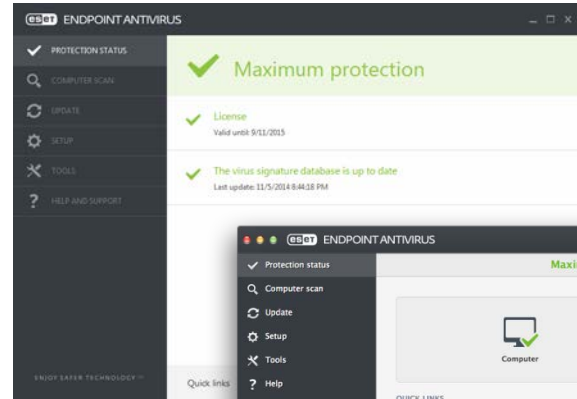 eset ENDPOINT ANTIVIRUS
PROTECTION STATUS
COMPUTER SCAN
UPDATE
SETUP
TOOLS
HELP AND SUPPORT
ENJOY SAFER TECHNOLOGY™
Maximum protection
License
Valid until: 9/11/2015
The virus signature database is up to date
Last update: 11/5/2014 8:44:18 PM
Quick links
eset ENDPOINT ANTIVIRUS
Protection status
Computer scan
Update
Setup
Tools
Help
Maxi
Computer
QUICK LINKS